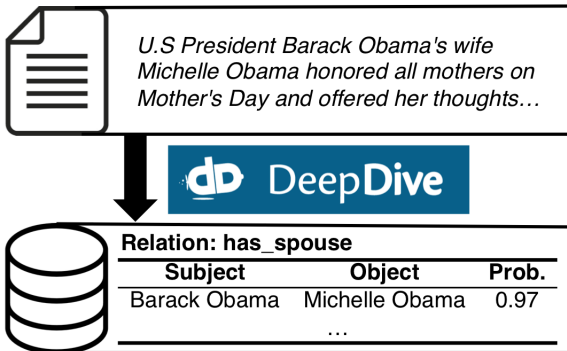 U.S President Barack Obama's wife
Michelle Obama honored all mothers on
Mother's Day and offered her thoughts…
dD DeepDive
Relation: has_spouse
Subject Object Prob.
Barack Obama Michelle Obama 0.97
…